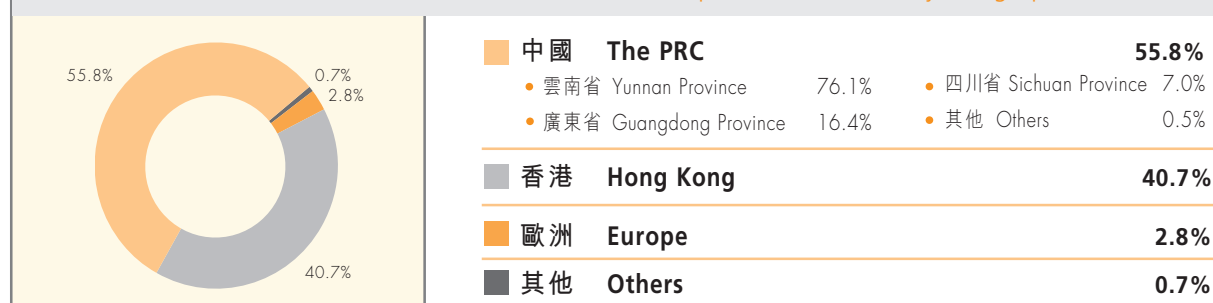 55.8%
0.7%
2.8%
40.7%
中國 The PRC 55.8%
• 雲南省 Yunnan Province 76.1% • 四川省 Sichuan Province 7.0%
• 廣東省 Guangdong Province 16.4% • 其他 Others 0.5%
香港 Hong Kong 40.7%
歐洲 Europe 2.8%
其他 Others 0.7%